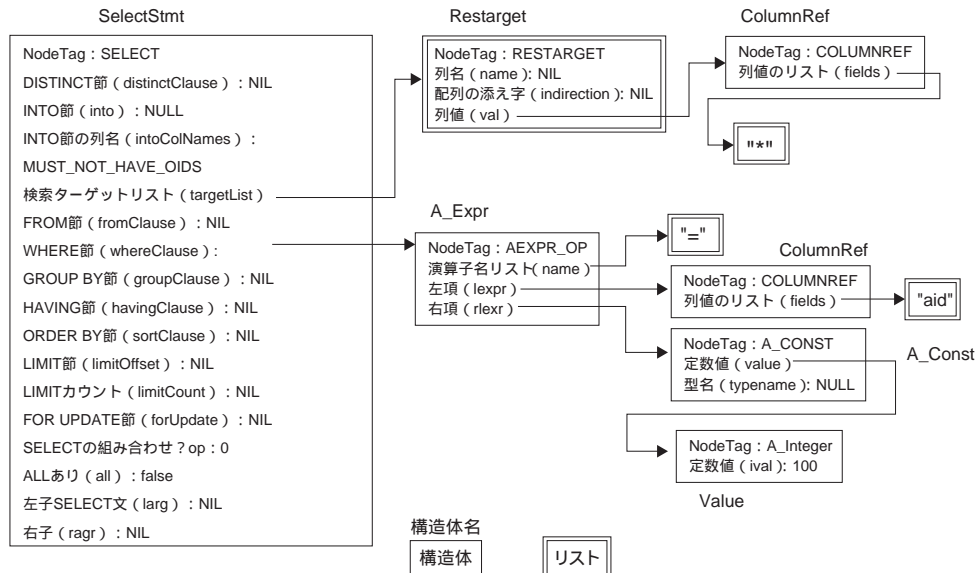 SelectStmt
NodeTag：SELECT
DISTINCT節（distinctClause）：NIL
INTO節（into）：NULL
INTO節の列名（intoColNames）：
MUST_NOT_HAVE_OIDS
検索ターゲットリスト（targetList）
FROM節（fromClause）：NIL
WHERE節（whereClause）：
GROUP BY節（groupClause）：NIL
HAVING節（havingClause）：NIL
ORDER BY節（sortClause）：NIL
LIMIT節（limitOffset）：NIL
LIMITカウント（limitCount）：NIL
FOR UPDATE節（forUpdate）：NIL
SELECTの組み合わせ？op：0
ALLあり（all）：false
左子SELECT文（larg）：NIL
右子（ragr）：NIL
Restarget
NodeTag：RESTARGET
列名（name）：NIL
配列の添え字（indirection）：NIL
列値（val）
ColumnRef
NodeTag：COLUMNREF
列値のリスト（fields）
"*"
A_Expr
NodeTag：AEXPR_OP
演算子名リスト（name）
左項（lexpr）
右項（rlexr）
"="
ColumnRef
NodeTag：COLUMNREF
列値のリスト（fields）
"aid"
NodeTag：A_CONST
定数値（value）
型名（typename）：NULL
A_Const
NodeTag：A_Integer
定数値（ival）：100
Value
構造体名
構造体
リスト